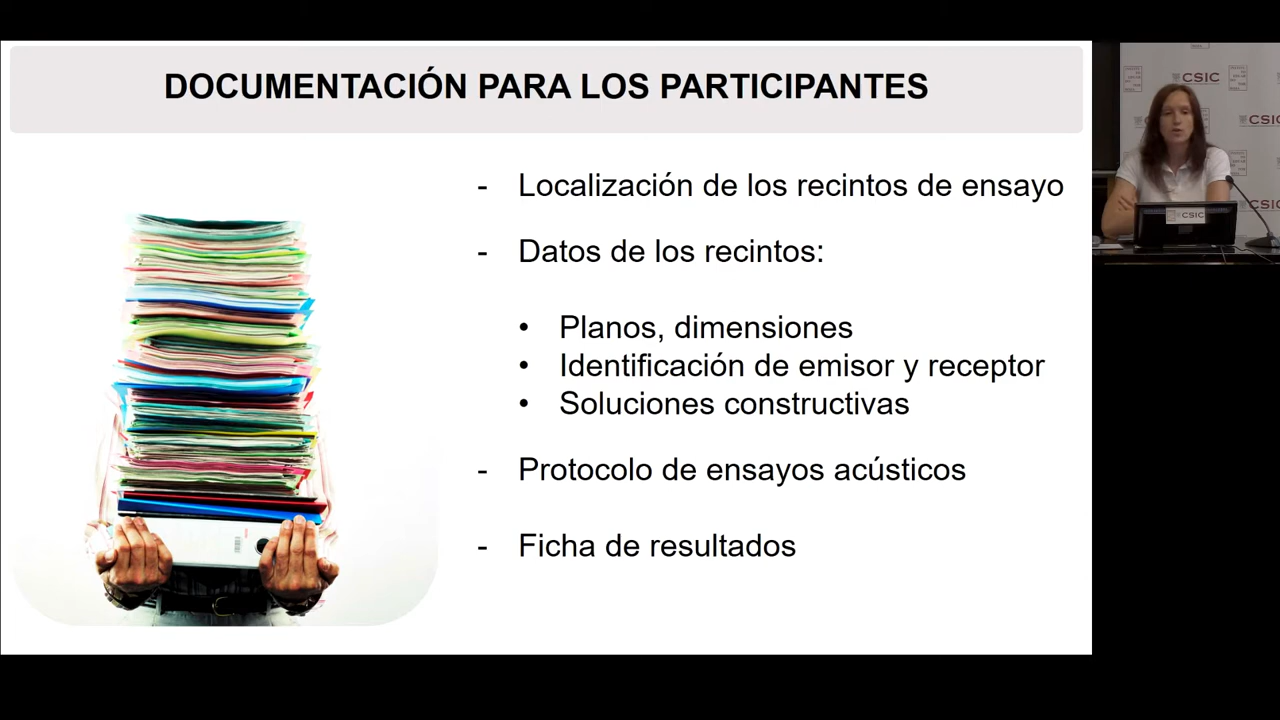 DOCUMENTACIÓN PARA LOS PARTICIPANTES
- Localización de los recintos de ensayo
- Datos de los recintos:
• Planos, dimensiones
• Identificación de emisor y receptor
• Soluciones constructivas
- Protocolo de ensayos acústicos
- Ficha de resultados
CSIC
CSIC
CSIC
CSIC